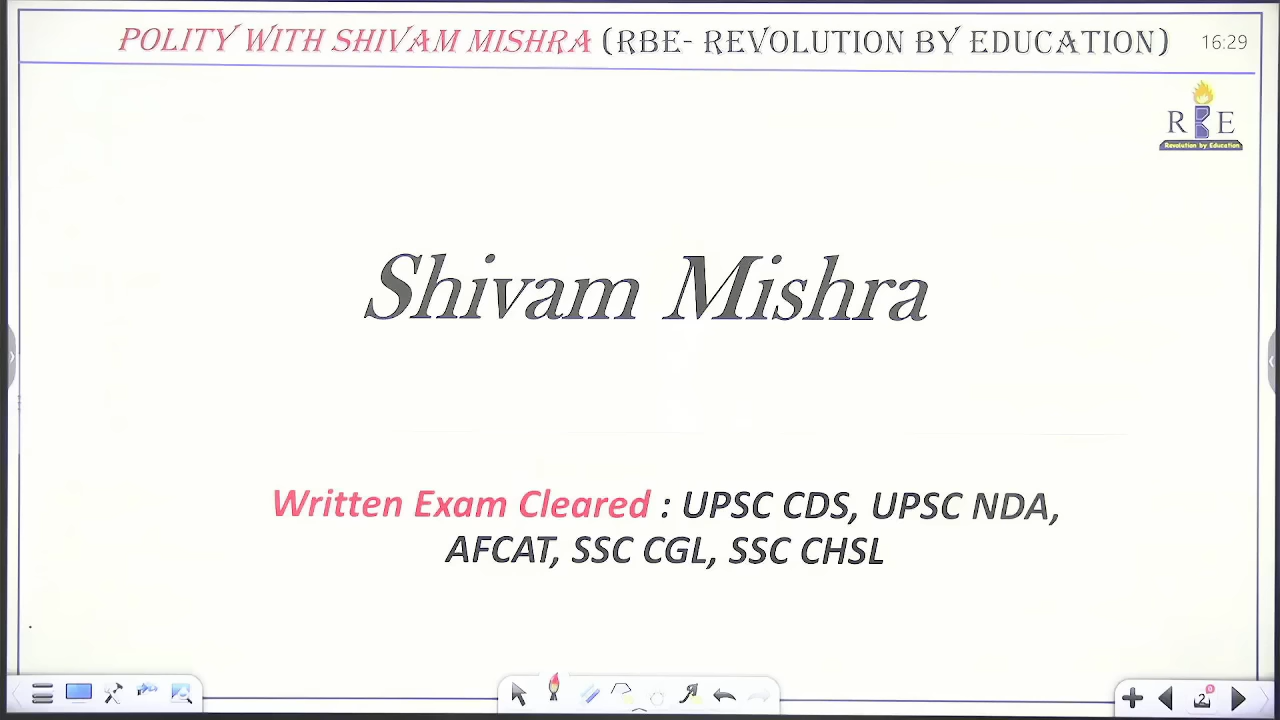 POLITY WITH SHIVAM MISHRA (RBE- REVOLUTION BY EDUCATION) 16:29
R B E
Revolution by Education
Shivam Mishra
Written Exam Cleared : UPSC CDS, UPSC NDA,
AFCAT, SSC CGL, SSC CHSL
2